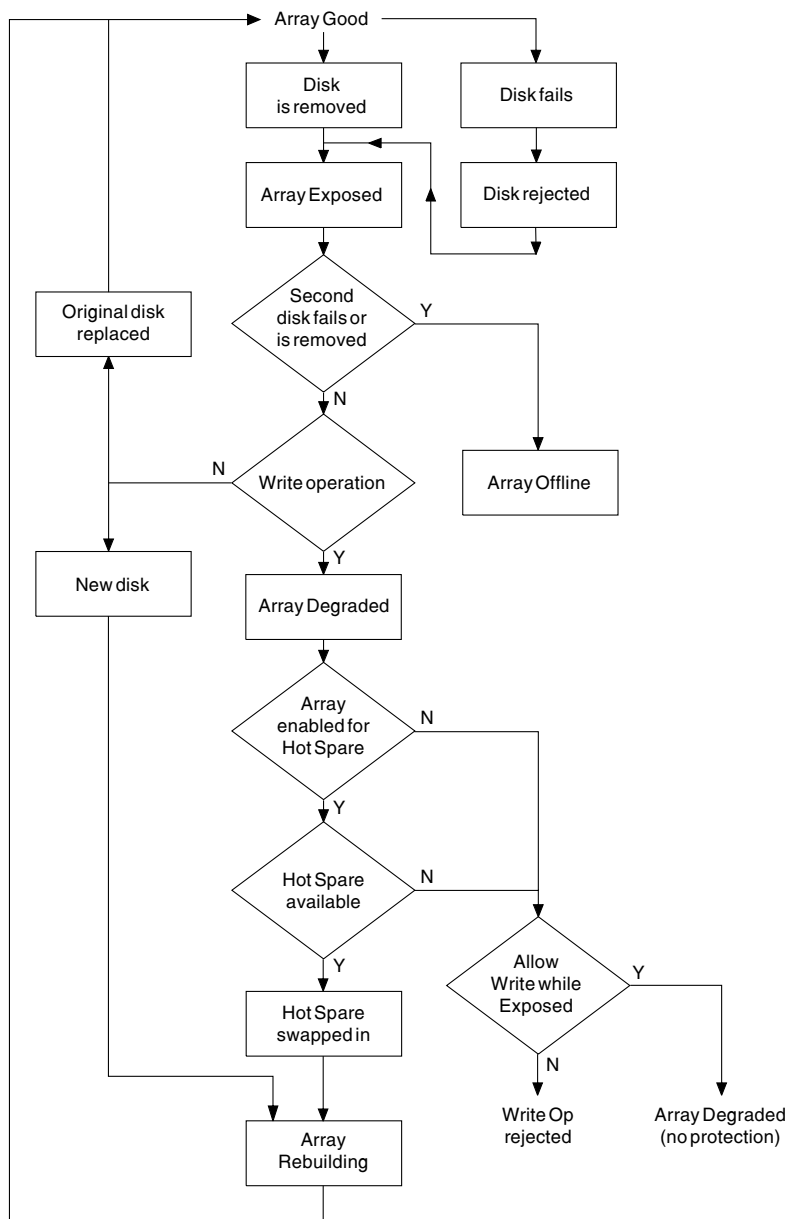 Array Good
Disk
is removed
Disk fails
Array Exposed
Disk rejected
Original disk
replaced
Second
disk fails or
is removed
Y
N
N
Write operation
Array Offline
Y
New disk
Array Degraded
Array
enabled for
Hot Spare
N
Y
Hot Spare
available
N
Y
Allow
Write while
Exposed
Y
N
Hot Spare
swapped in
Write Op
rejected
Array Degraded
(no protection)
Array
Rebuilding